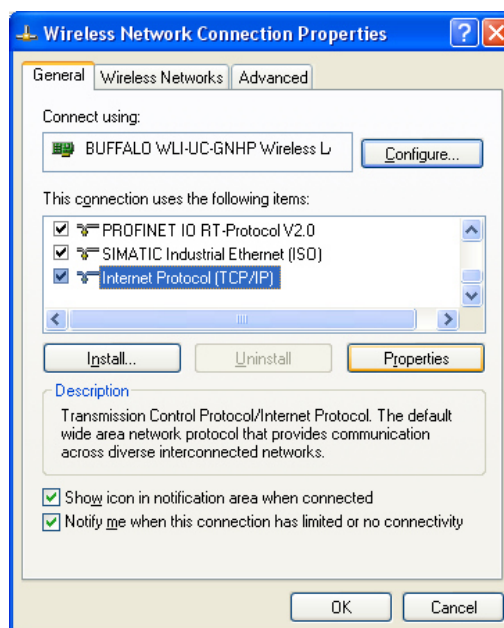 Wireless Network Connection Properties
General Wireless Networks Advanced
Connect using:
BUFFALO WLI-UC-GNHP Wireless L
Configure...
This connection uses the following items:
PROFINET IO RT-Protocol V2.0
SIMATIC Industrial Ethernet (ISO)
Internet Protocol (TCP/IP)
Install... Uninstall Properties
Description
Transmission Control Protocol/Internet Protocol. The default
wide area network protocol that provides communication
across diverse interconnected networks.
Show icon in notification area when connected
Notify me when this connection has limited or no connectivity
OK Cancel